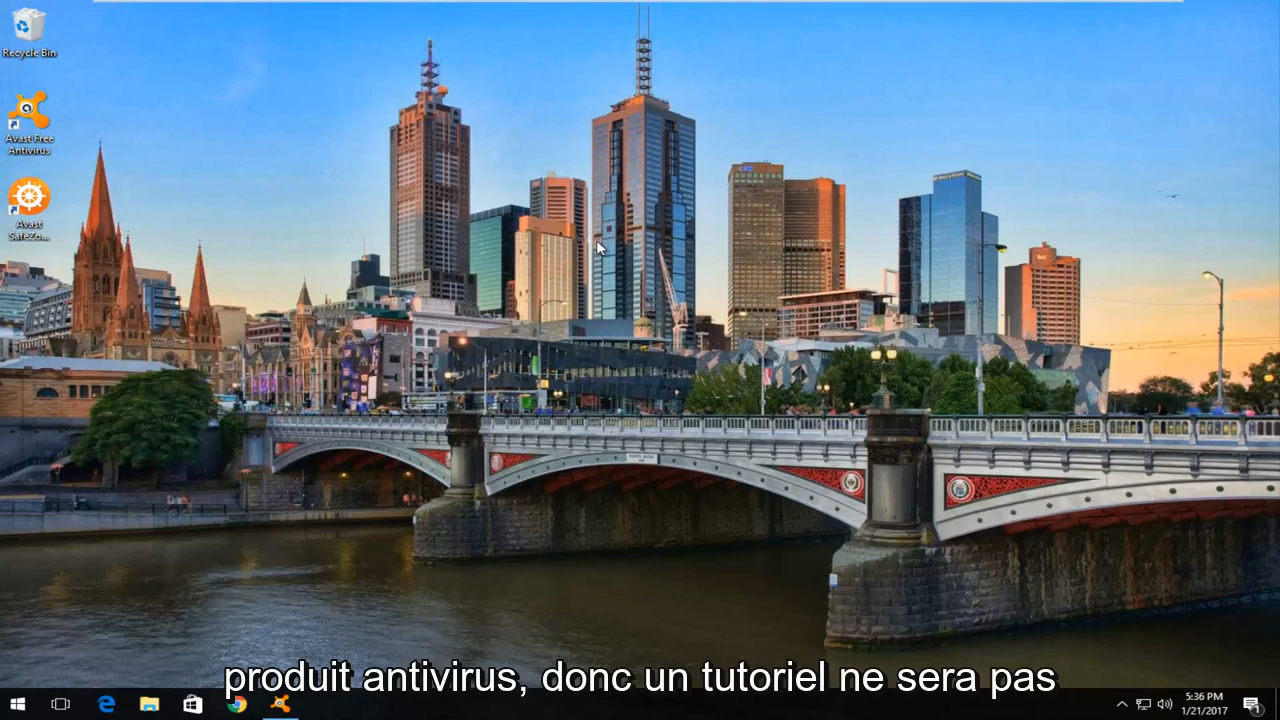 Recycle Bin
Avast Free
Antivirus
Avast
SafeZo...
produit antivirus, donc un tutoriel ne sera pas
5:36 PM
1/21/2017
1